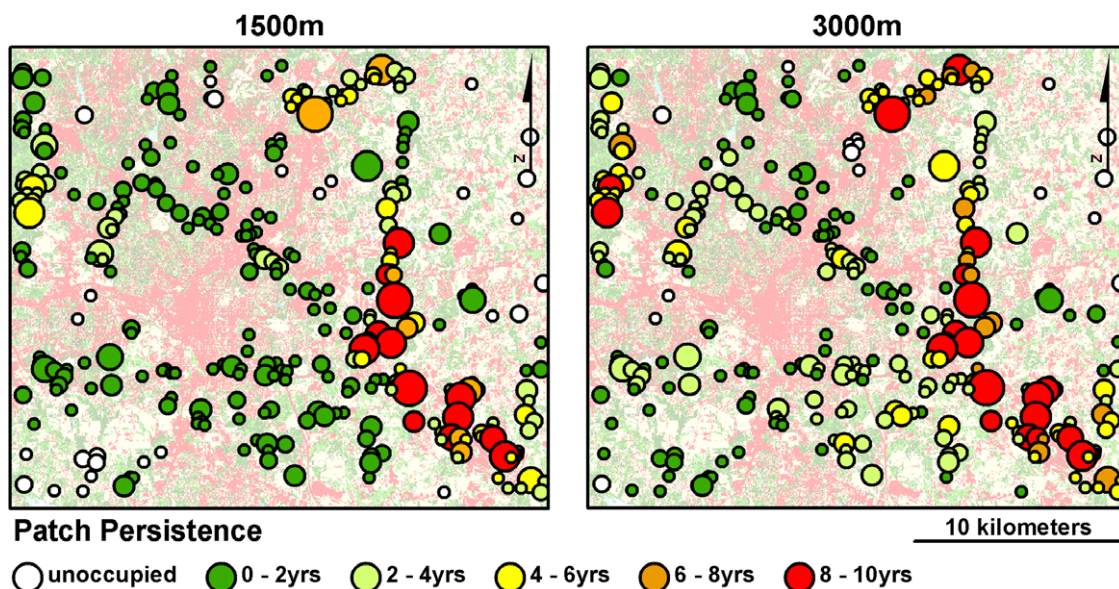 1500m
3000m
N
N
Patch Persistence
10 kilometers
unoccupied
0 - 2yrs
2 - 4yrs
4 - 6yrs
6 - 8yrs
8 - 10yrs